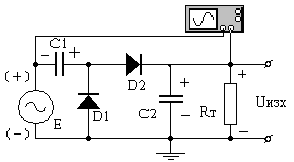 C1
(+)
- +
D2
+
+
D1
C2
Rт
Uизх
E
(-)
-
-